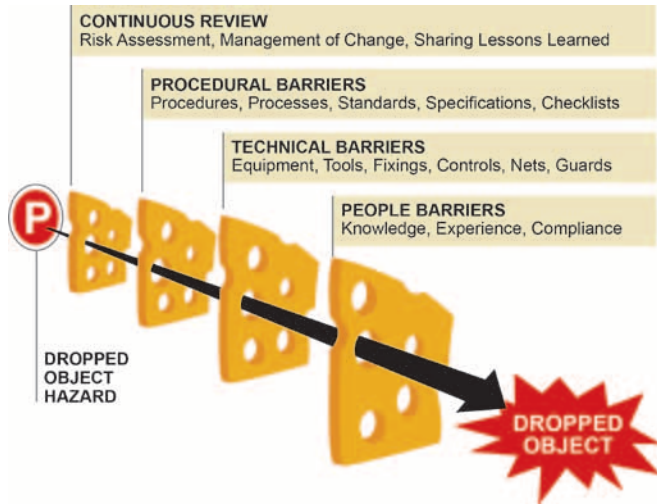 CONTINUOUS REVIEW
Risk Assessment, Management of Change, Sharing Lessons Learned
PROCEDURAL BARRIERS
Procedures, Processes, Standards, Specifications, Checklists
TECHNICAL BARRIERS
Equipment, Tools, Fixings, Controls, Nets, Guards
PEOPLE BARRIERS
Knowledge, Experience, Compliance
P
DROPPED
OBJECT
HAZARD
DROPPED
OBJECT